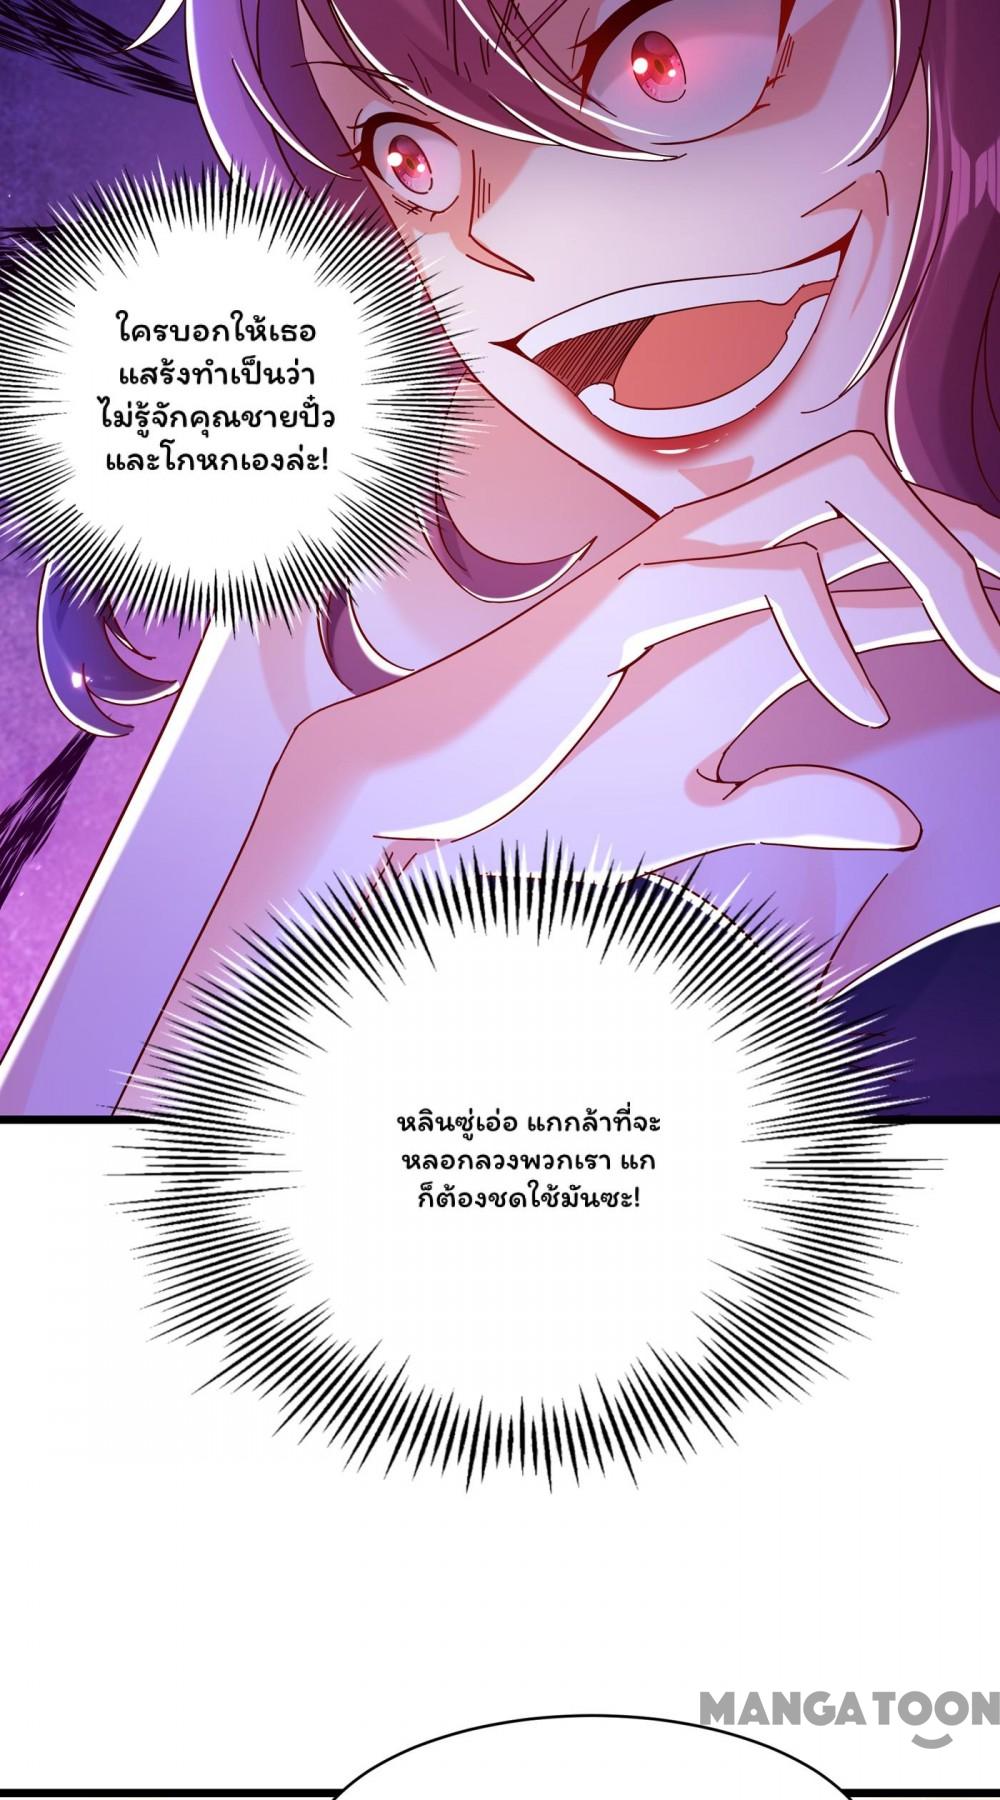 ใครบอกให้เธอ
แสร้งทำเป็นว่า
ไม่รู้จักคุณชายปั๋ว
และโกหกเองล่ะ!
หลินซู่เอ่อ แกกล้าที่จะ
หลอกลวงพวกเรา แก
ก็ต้องชดใช้มันซะ!
MANGATOON